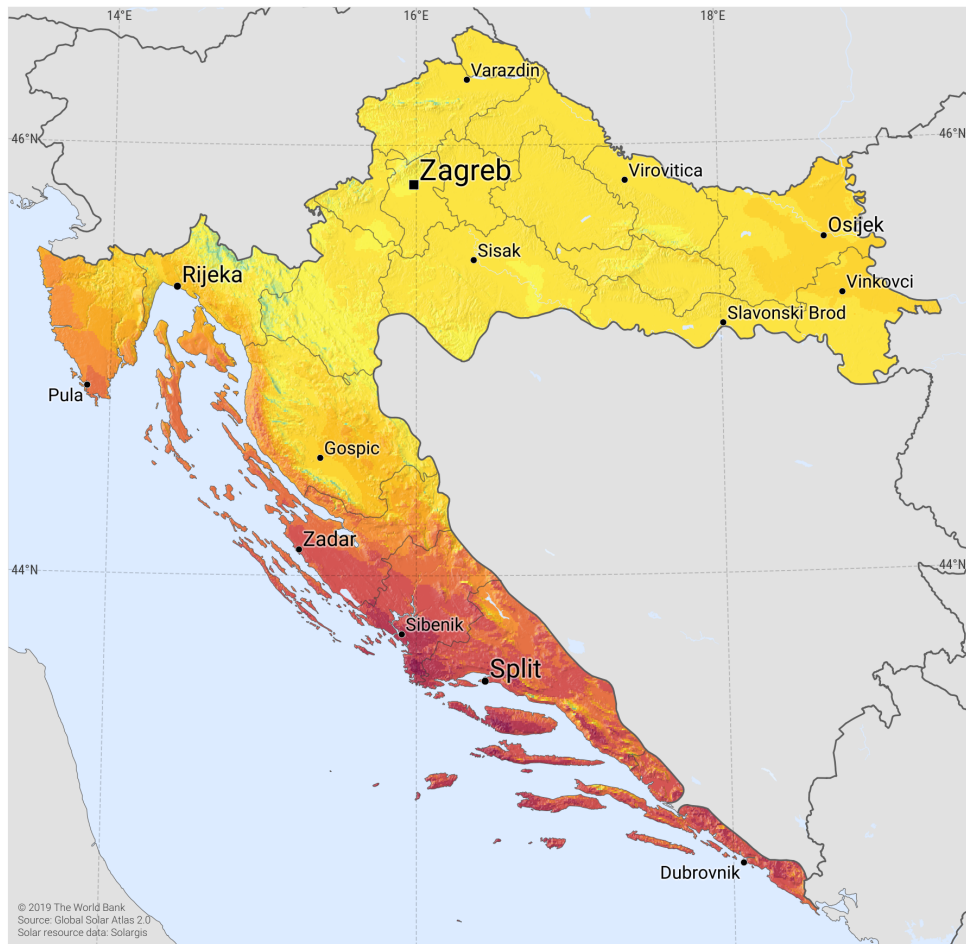 14°E
16°E
18°E
Varazdin
46°N
46°N
Zagreb
Virovitica
Osijek
Sisak
Rijeka
Vinkovci
Slavonski Brod
Pula
Gospic
Zadar
44°N
44°N
Sibenik
Split
Dubrovnik
© 2019 The World Bank
Source: Global Solar Atlas 2.0
Solar resource data: Solargis